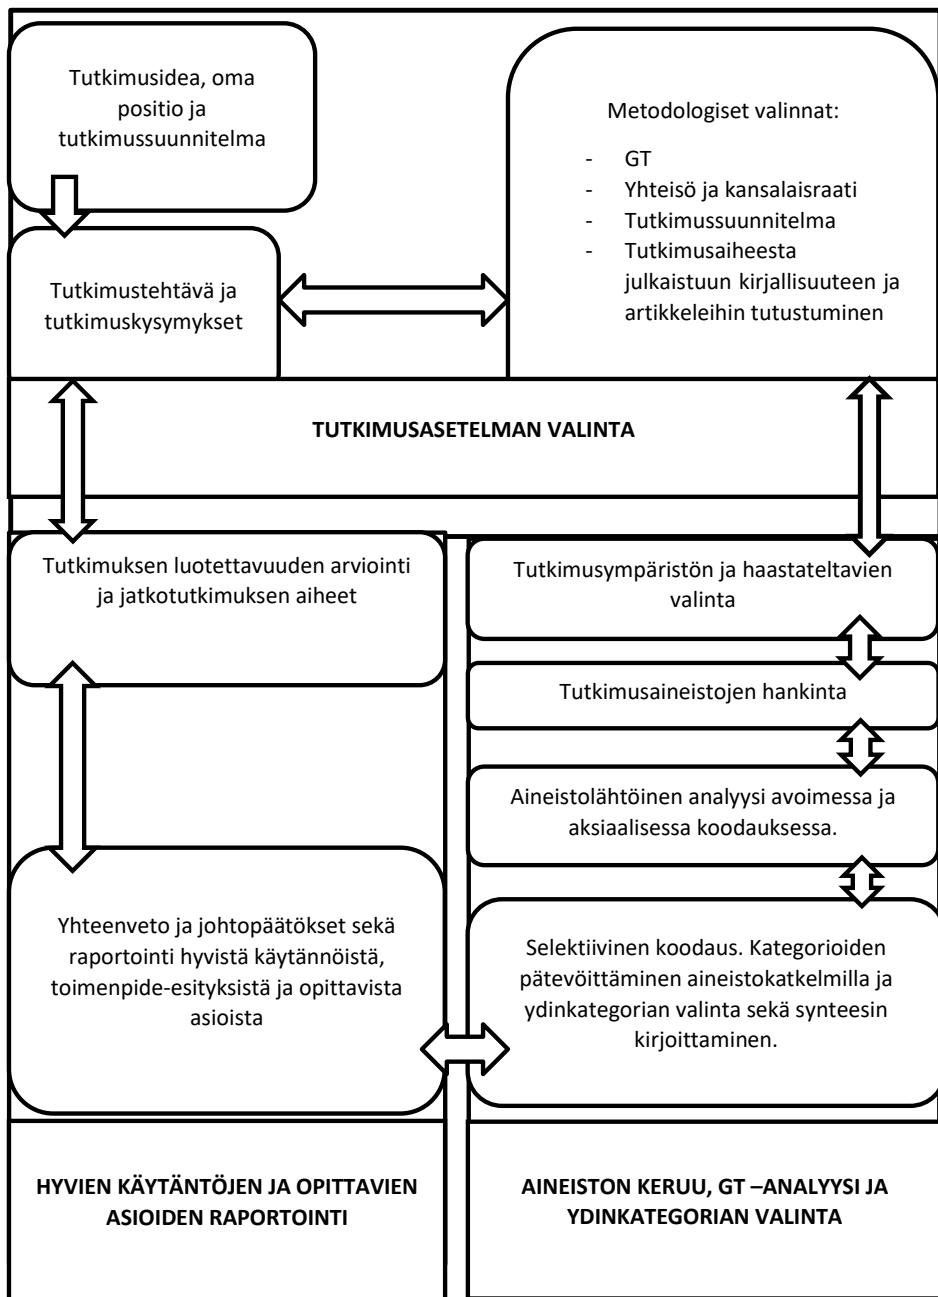 Tutkimusidea, oma
positio ja
tutkimussuunnitelma
Metodologiset valinnat:
- GT
- Yhteisö ja kansalaisraati
- Tutkimussuunnitelma
- Tutkimusaiheesta
julkaistuun kirjallisuuteen ja
artikkeleihin tutustuminen
Tutkimustehtävä ja
tutkimuskysymykset
TUTKIMUSASETELMAN VALINTA
Tutkimuksen luotettavuuden arviointi
ja jatkotutkimuksen aiheet
Tutkimusympäristön ja haastateltavien
valinta
Tutkimusaineistojen hankinta
Aineistolähtöinen analyysi avoimessa ja
aksiaalisessa koodauksessa.
Yhteenveto ja johtopäätökset sekä
raportointi hyvistä käytännöistä,
toimenpide-esityksistä ja opittavista
asioista
Selektiivinen koodaus. Kategorioiden
pätevöittäminen aineistokatkelmilla ja
ydinkategorian valinta sekä synteesin
kirjoittaminen.
HYVIEN KÄYTÄNTÖJEN JA OPITTAVIEN
ASIOIDEN RAPORTOINTI
AINEISTON KERUU, GT –ANALYYSI JA
YDINKATEGORIAN VALINTA